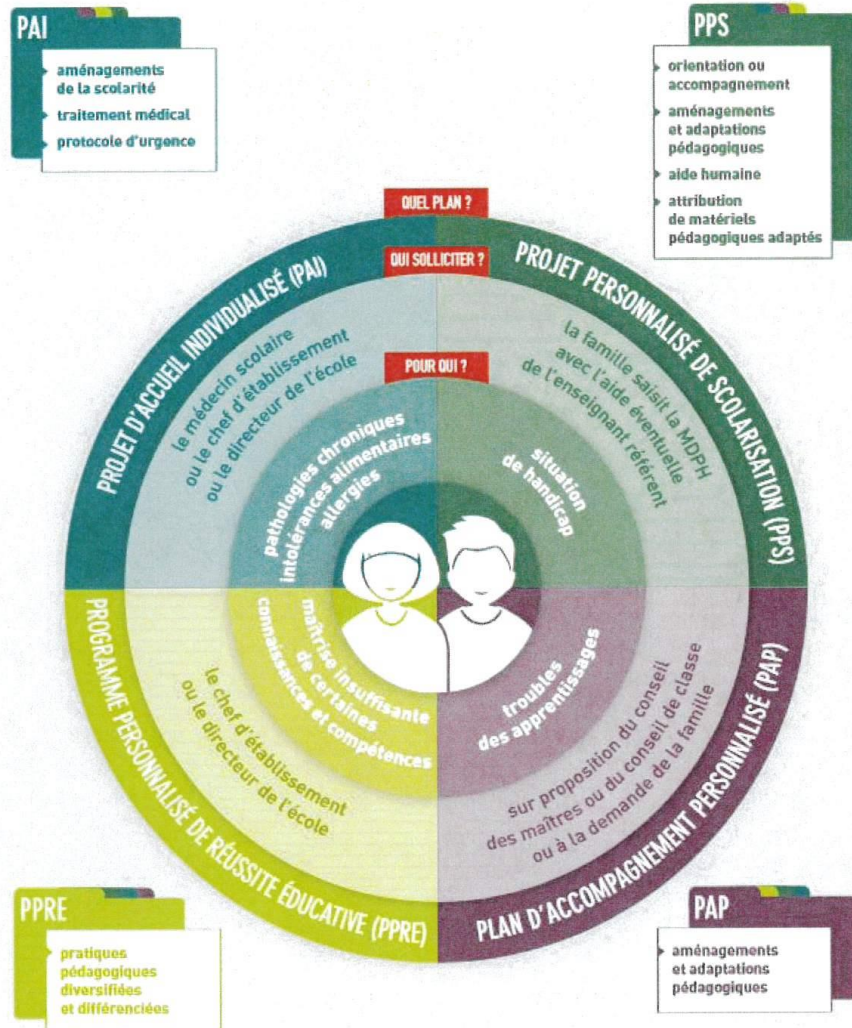 PAI
aménagements
de la scolarité
traitement médical
protocole d'urgence
PPS
orientation ou
accompagnement
aménagements
et adaptations
pédagogiques
aide humaine
attribution
de matériels
pédagogiques adaptés
QUEL PLAN ?
QUI SOLLICITER ?
POUR QUI ?
PROJET D'ACCUEIL INDIVIDUALISÉ (PAI)
le médecin scolaire
ou le chef d'établissement
ou le directeur de l'école
pathologies chroniques
intolérances alimentaires
allergies
PROJET PERSONNALISÉ DE SCOLARISATION (PPS)
la famille saisit la MDPH
avec l'aide éventuelle
de l'enseignant référent
situation
de handicap
PROGRAMME PERSONNALISÉ DE RÉUSSITE ÉDUCATIVE (PPRE)
le chef d'établissement
ou le directeur de l'école
maîtrise insuffisante
de certaines
connaissances et compétences
PLAN D'ACCOMPAGNEMENT PERSONNALISÉ (PAP)
sur proposition du conseil
des maîtres ou du conseil de classe
ou à la demande de la famille
troubles
des apprentissages
PPRE
pratiques
pédagogiques
diversifiées
et différenciées
PAP
aménagements
et adaptations
pédagogiques